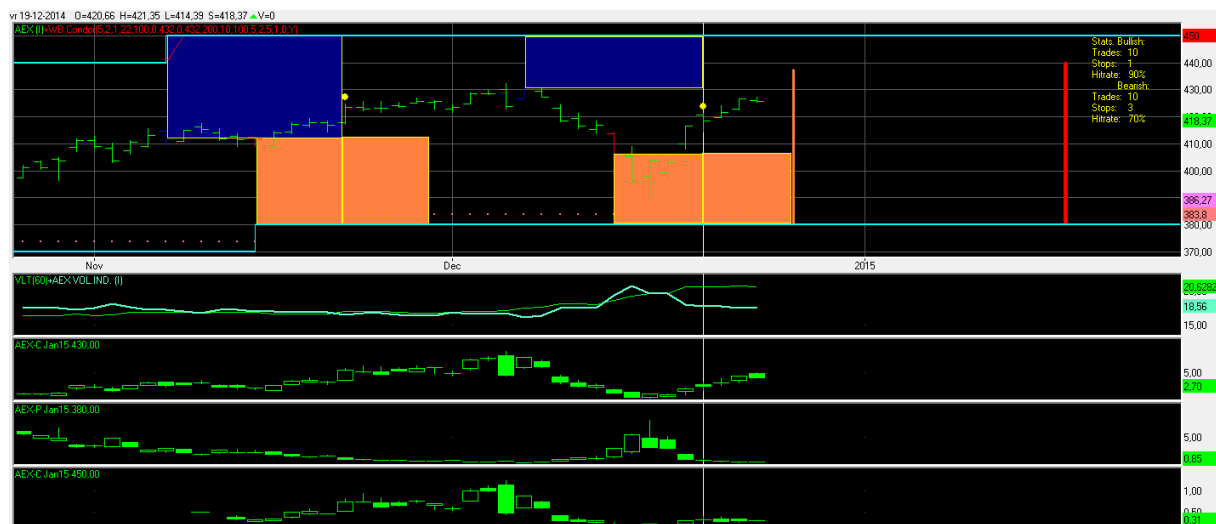 vr 19-12-2014 O=420,66 H=421,35 L=414,39 S=418,37 V=0
AEX (I)+WB Condor(5,2,1,22,100,0.432,0.432,200,10,100,5,2,5,1,0,Y)
Stats. Bullish:
Trades: 10
Stops: 1
Hitrate: 90%
Bearish:
Trades: 10
Stops: 3
Hitrate: 70%
450
440,00
430,00
418,37
410,00
400,00
386,27
383,8
380,00
370,00
Nov
Dec
2015
VLT(60)+AEX VOL.IND. (I)
20,6282
18,56
15,00
AEX-C Jan15 430,00
5,00
2,70
AEX-P Jan15 380,00
5,00
0,85
AEX-C Jan15 450,00
1,00
0,50
0,31